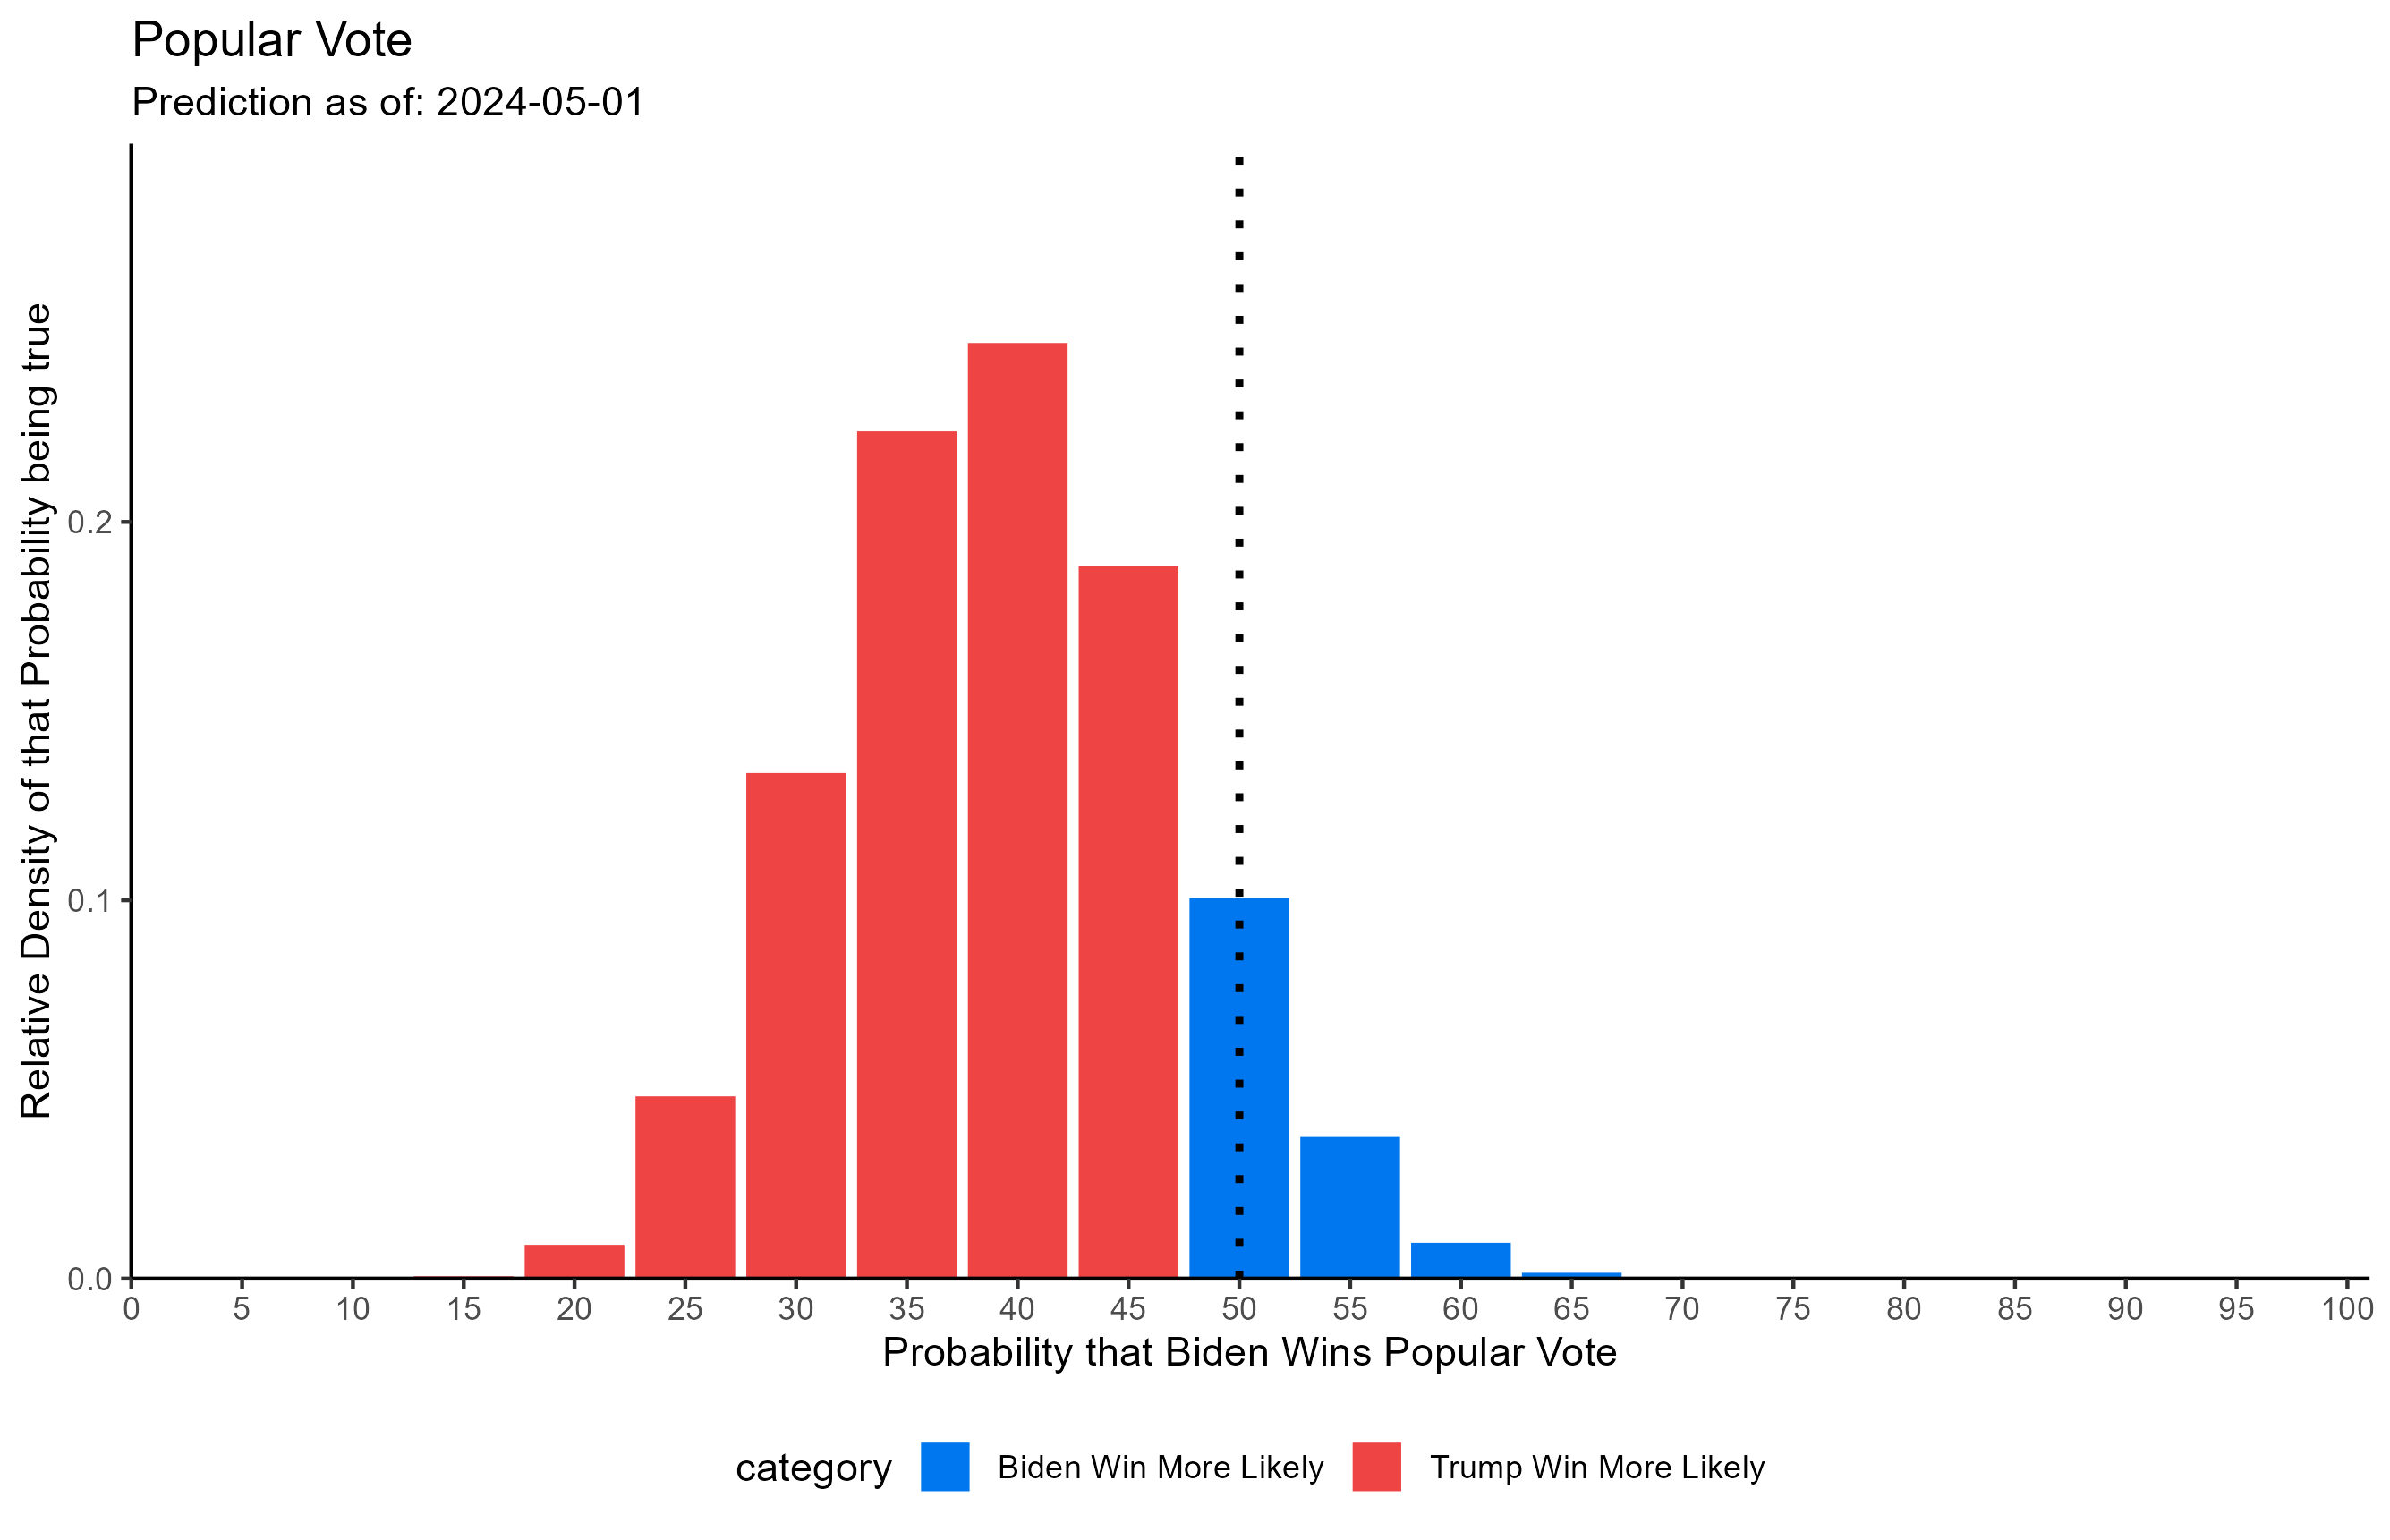 Popular Vote
Prediction as of: 2024-05-01
Relative Density of that Probability being true
0.2
0.1
0.0
0 5 10 15 20 25 30 35 40 45 50 55 60 65 70 75 80 85 90 95 100
Probability that Biden Wins Popular Vote
category Biden Win More Likely Trump Win More Likely